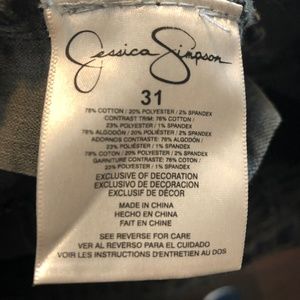 Jessica Simpson
31
78% COTTON / 20% POLYESTER / 2% SPANDEX
CONTRAST TRIM: 76% COTTON /
23% POLYESTER / 1% SPANDEX
78% ALGODÓN / 20% POLIÉSTER / 2% SPANDEX
ADORNOS CONTRASTE: 76% ALGODÓN /
23% POLIÉSTER / 1% SPANDEX
78% COTON / 20% POLYESTER / 2% SPANDEX
GARNITURE CONTRASTE: 76% COTON /
23% POLYESTER / 1% SPANDEX
EXCLUSIVE OF DECORATION
EXCLUSIVO DE DECORACION
EXCLUSIF DE DÉCOR
MADE IN CHINA
HECHO EN CHINA
FAIT EN CHINE
SEE REVERSE FOR CARE
VER AL REVERSO PARA EL CUIDADO
VOIR LES INSTRUCTIONS D'ENTRETIEN AU DOS